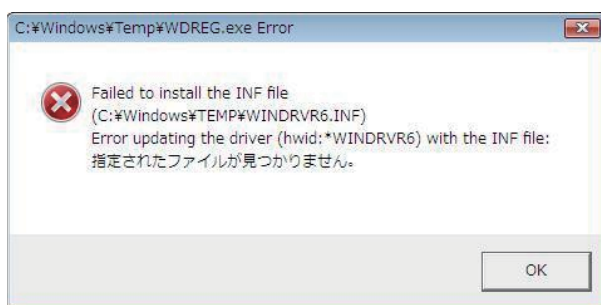 C:¥Windows¥Temp¥WDREG.exe Error
Failed to install the INF file
(C:¥Windows¥TEMP¥WINDRVR6.INF)
Error updating the driver (hwid:*WINDRVR6) with the INF file:
指定されたファイルが見つかりません。
OK